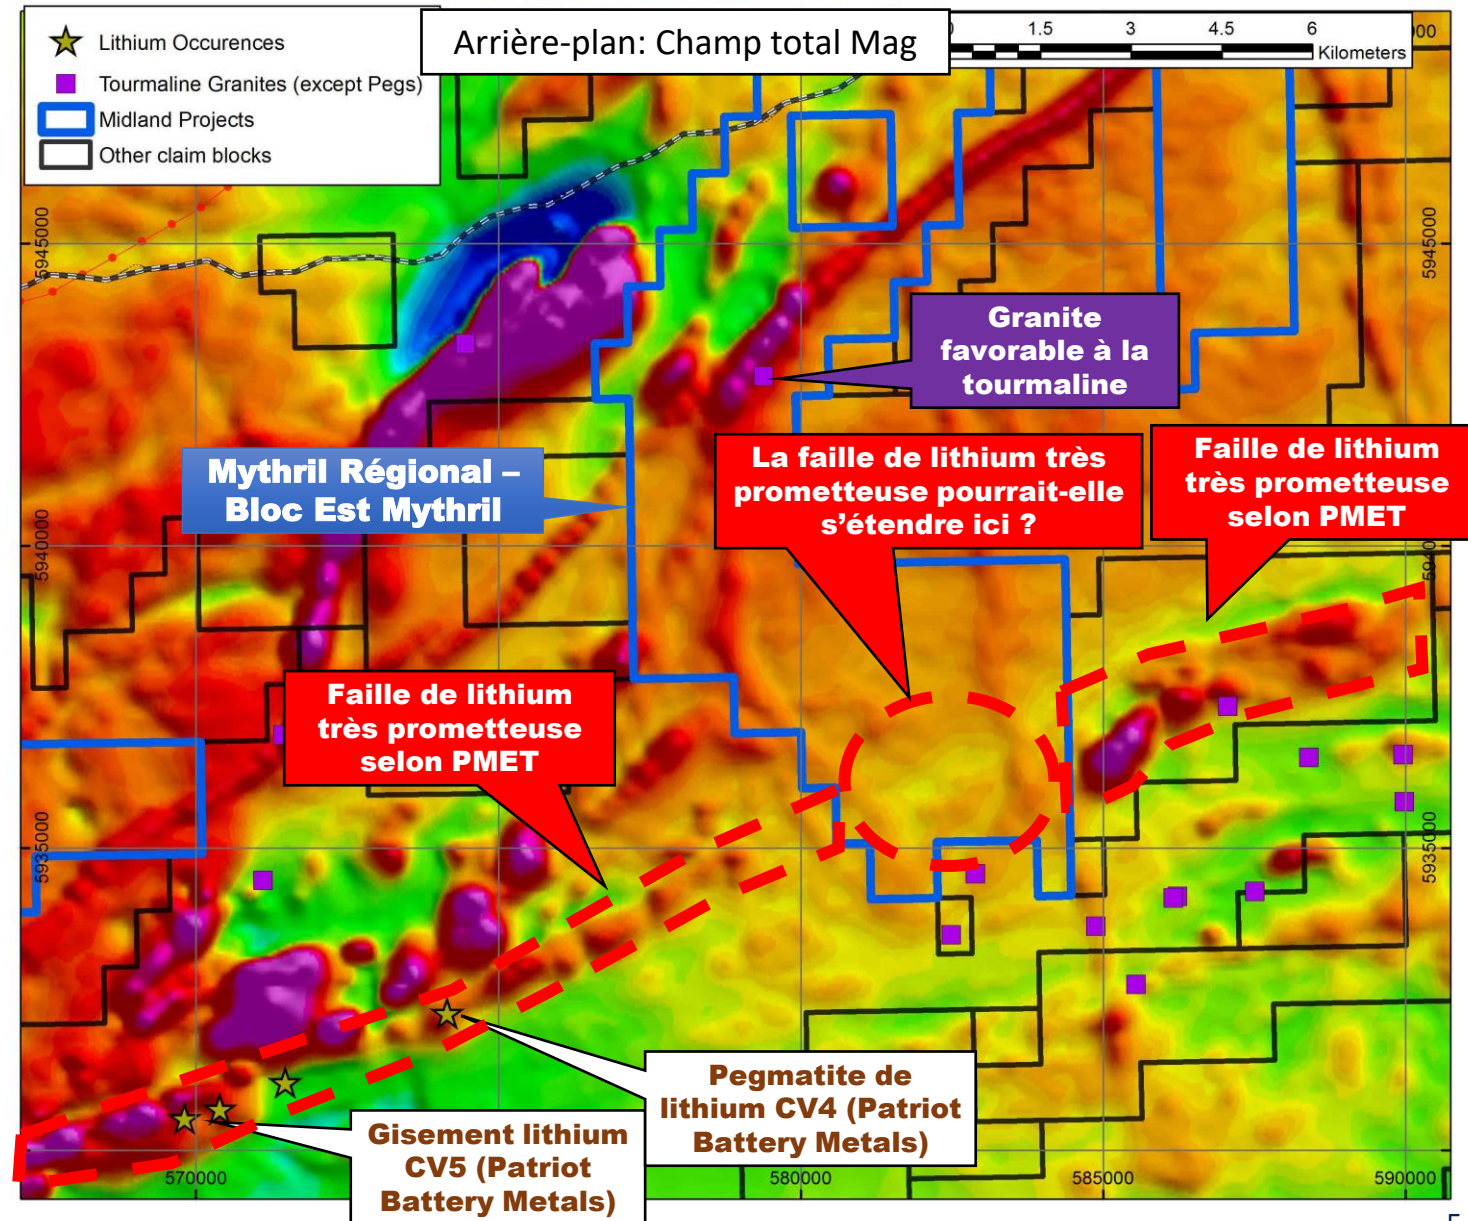 Lithium Occurences
Tourmaline Granites (except Pegs)
Midland Projects
Other claim blocks
Arrière-plan: Champ total Mag
1.5
3
4.5
6
Kilometers
5945000
5945000
Granite
favorable à la
tourmaline
Mythril Régional –
Bloc Est Mythril
La faille de lithium très
prometteuse pourrait-elle
s'étendre ici ?
Faille de lithium
très prometteuse
selon PMET
5940000
Faille de lithium
très prometteuse
selon PMET
5935000
5935000
Pegmatite de
lithium CV4 (Patriot
Battery Metals)
Gisement lithium
CV5 (Patriot
Battery Metals)
570000
580000
585000
590000